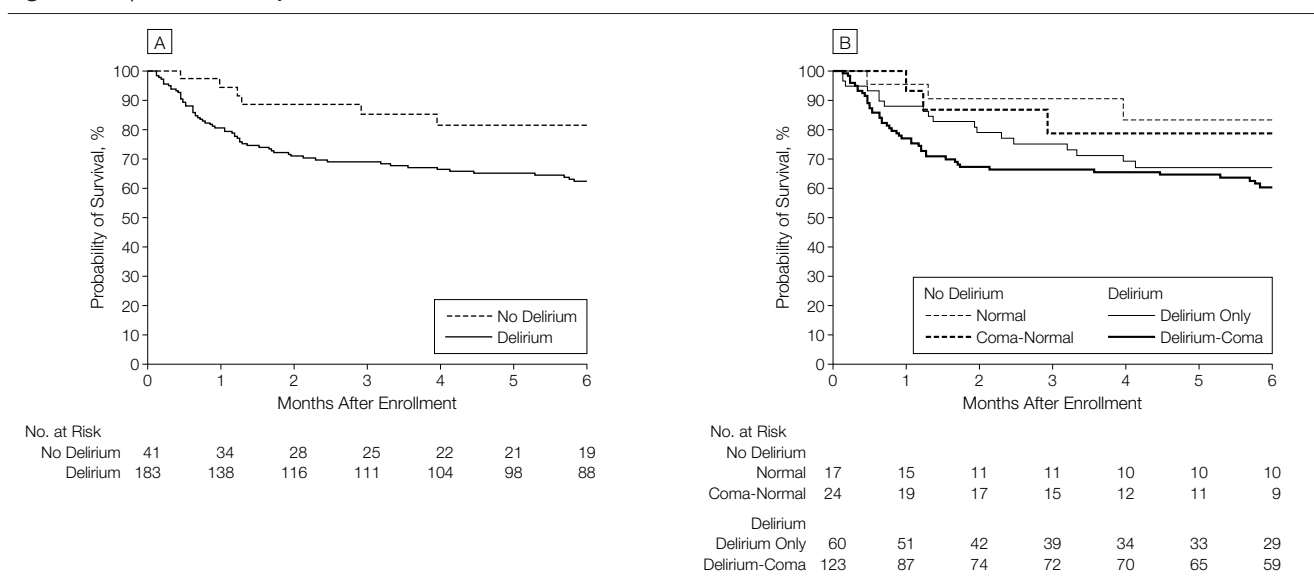 A
Probability of Survival, %
100
90
80
70
60
50
40
30
20
10
0
0 1 2 3 4 5 6
Months After Enrollment
No Delirium
Delirium
No. at Risk
No Delirium 41 34 28 25 22 21 19
Delirium 183 138 116 111 104 98 88
B
Probability of Survival, %
100
90
80
70
60
50
40
30
20
10
0
0 1 2 3 4 5 6
Months After Enrollment
No Delirium Delirium
Normal Delirium Only
Coma-Normal Delirium-Coma
No. at Risk
No Delirium
Normal 17 15 11 11 10 10 10
Coma-Normal 24 19 17 15 12 11 9
Delirium
Delirium Only 60 51 42 39 34 33 29
Delirium-Coma 123 87 74 72 70 65 59